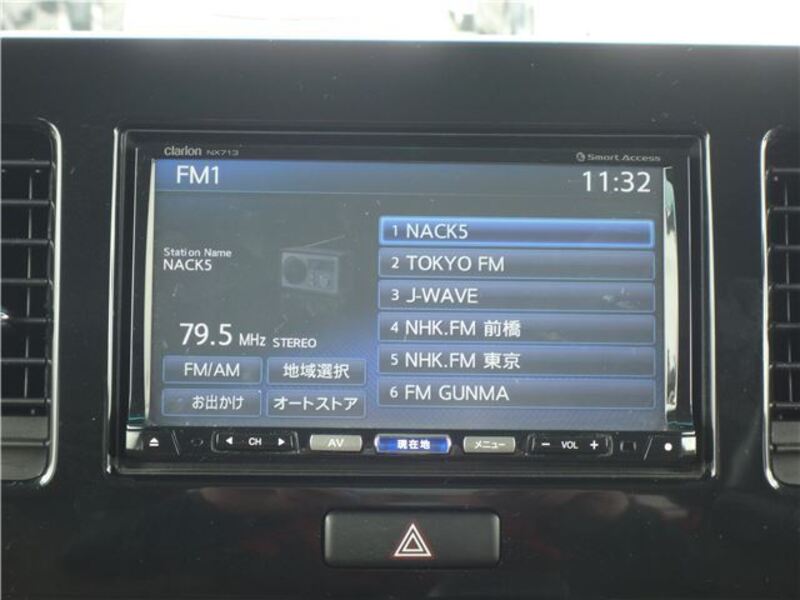 clarion NX713
Smart Access
FM1
11:32
Station Name
NACK5
79.5 MHz STEREO
FM/AM
地域選択
お出かけ
オートストア
1 NACK5
2 TOKYO FM
3 J-WAVE
4 NHK.FM 前橋
5 NHK.FM 東京
6 FM GUNMA
CH
AV
現在地
メニュー
- VOL +